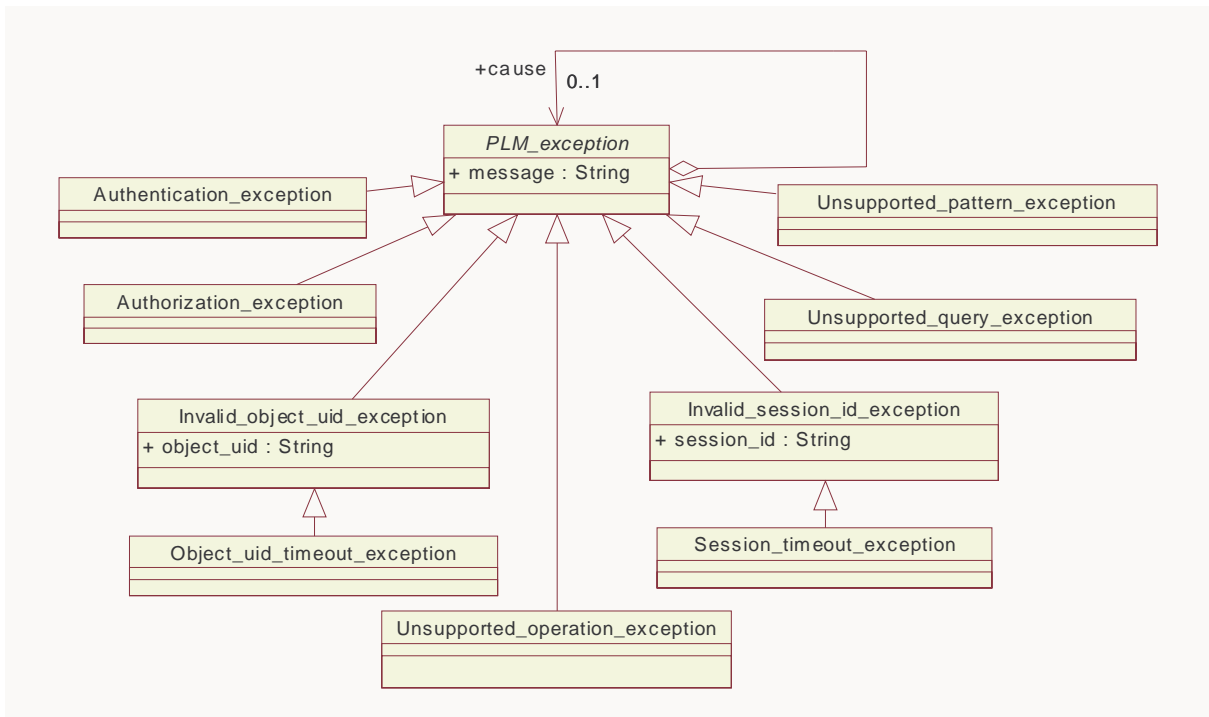 +cause
0..1
PLM_exception
+ message : String
Authentication_exception
Unsupported_pattern_exception
Authorization_exception
Unsupported_query_exception
Invalid_object_uid_exception
+ object_uid : String
Invalid_session_id_exception
+ session_id : String
Object_uid_timeout_exception
Session_timeout_exception
Unsupported_operation_exception